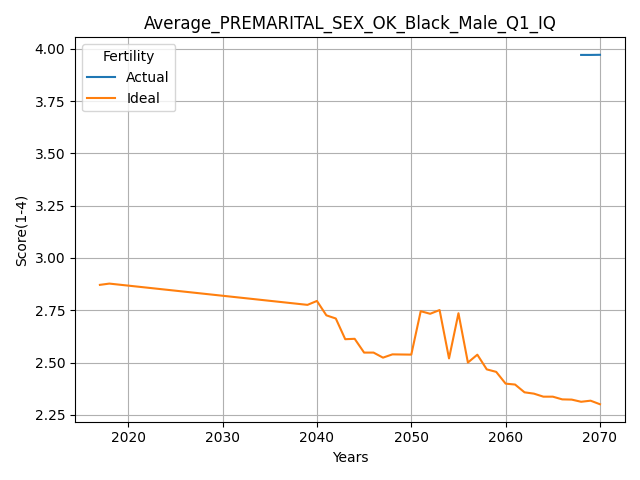 Average_PREMARITAL_SEX_OK_Black_Male_Q1_IQ
Fertility
Actual
Ideal
Score(1-4)
4.00
3.75
3.50
3.25
3.00
2.75
2.50
2.25
2020 2030 2040 2050 2060 2070
Years